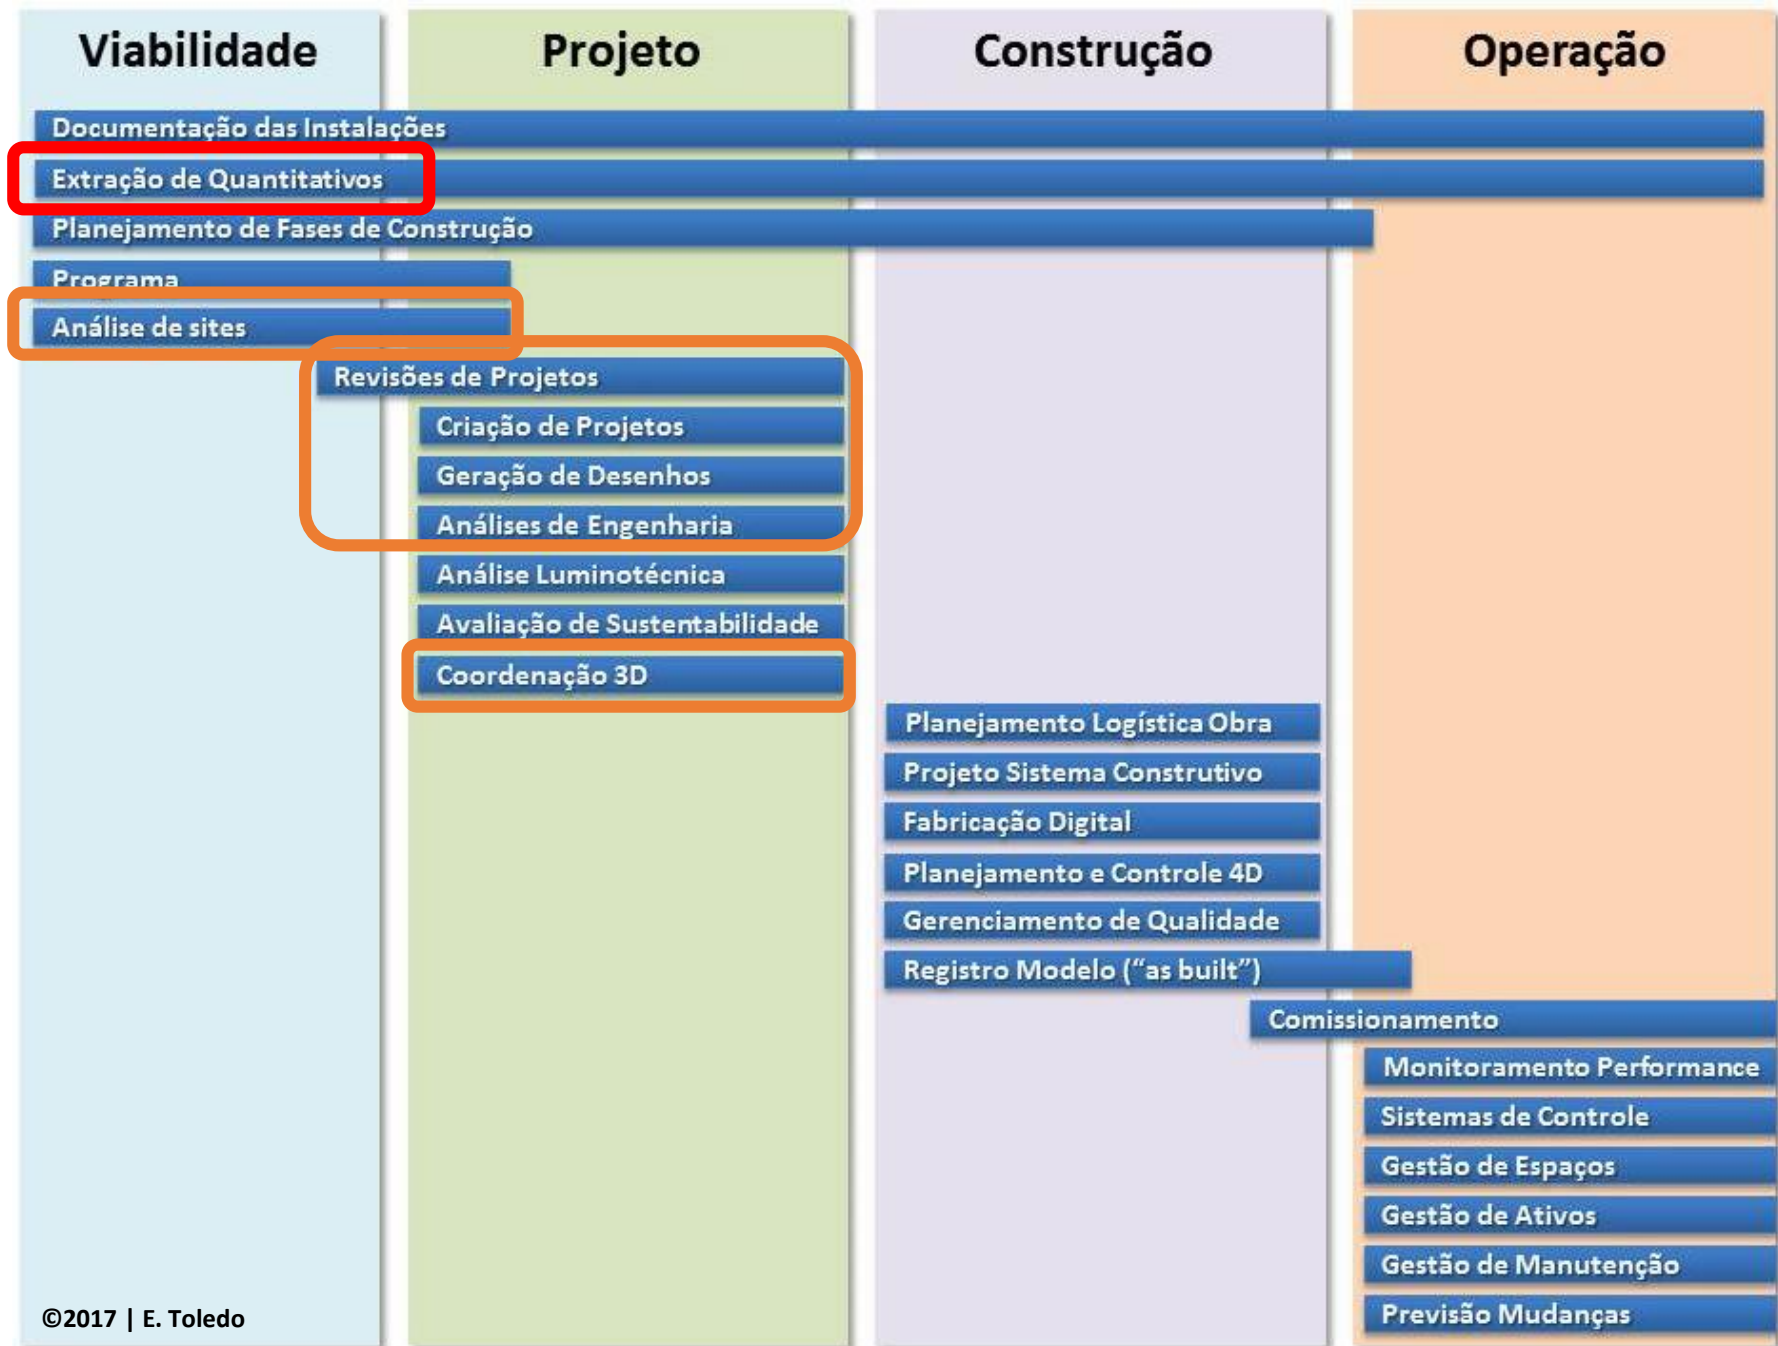 Viabilidade
Projeto
Construção
Operação
Documentação das Instalações
Extração de Quantitativos
Planejamento de Fases de Construção
Programa
Análise de sites
Revisões de Projetos
Criação de Projetos
Geração de Desenhos
Análises de Engenharia
Análise Luminotécnica
Avaliação de Sustentabilidade
Coordenação 3D
Planejamento Logística Obra
Projeto Sistema Construtivo
Fabricação Digital
Planejamento e Controle 4D
Gerenciamento de Qualidade
Registro Modelo (“as built”)
Comissionamento
Monitoramento Performance
Sistemas de Controle
Gestão de Espaços
Gestão de Ativos
Gestão de Manutenção
Previsão Mudanças
©2017 | E. Toledo